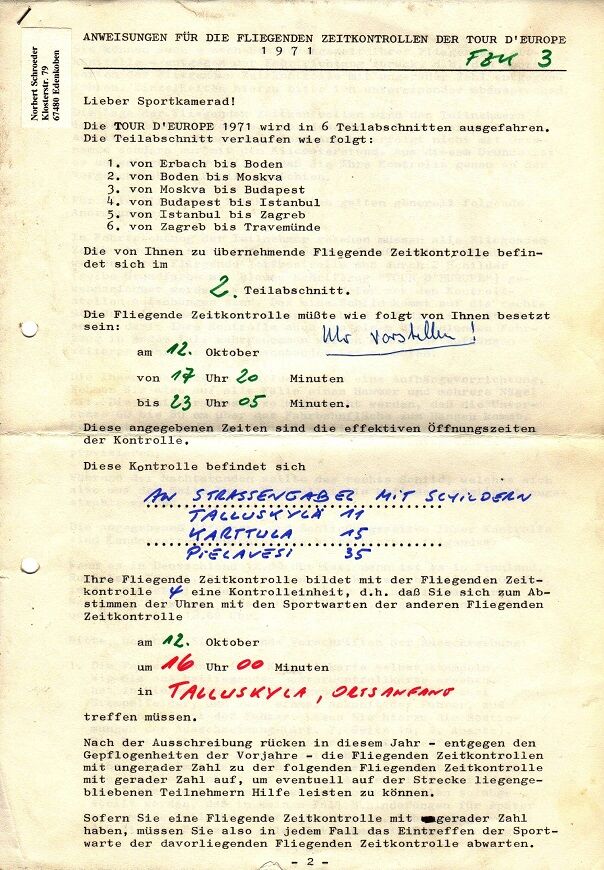 Norbert Schroeder
Klosterstr. 79
67480 Edenkoben
ANWEISUNGEN FÜR DIE FLIEGENDEN ZEITKONTROLLEN DER TOUR D'EUROPE
1971
FZK 3
Lieber Sportkamerad!
Die TOUR D'EUROPE 1971 wird in 6 Teilabschnitten ausgefahren.
Die Teilabschnitt verlaufen wie folgt:
1. von Erbach bis Boden
2. von Boden bis Moskva
3. von Moskva bis Budapest
4. von Budapest bis Istanbul
5. von Istanbul bis Zagreb
6. von Zagreb bis Travemünde
Die von Ihnen zu übernehmende Fliegende Zeitkontrolle befin-
det sich im
2. Teilabschnitt.
Die Fliegende Zeitkontrolle müßte wie folgt von Ihnen besetzt
sein:
Uhr vorstellen!
am 12. Oktober
von 17 Uhr 20 Minuten
bis 23 Uhr 05 Minuten.
Diese angegebenen Zeiten sind die effektiven Öffnungszeiten
der Kontrolle.
Diese Kontrolle befindet sich
AN STRASSENGABEL MIT SCHILDERN
TALLUSKYLÄ 11
KARTTULA 15
PIELAVESI 35
Ihre Fliegende Zeitkontrolle bildet mit der Fliegenden Zeit-
kontrolle 4 eine Kontrolleinheit, d.h. daß Sie sich zum Ab-
stimmen der Uhren mit den Sportwarten der anderen Fliegenden
Zeitkontrolle
am 12. Oktober
um 16 Uhr 00 Minuten
in TALLUSKYLA, ORTSANFANG
treffen müssen.
Nach der Ausschreibung rücken in diesem Jahr - entgegen den
Gepflogenheiten der Vorjahre - die Fliegenden Zeitkontrollen
mit ungerader Zahl zu der folgenden Fliegenden Zeitkontrolle
mit gerader Zahl auf, um eventuell auf der Strecke liegenge-
bliebenen Teilnehmern Hilfe leisten zu können.
Sofern Sie eine Fliegende Zeitkontrolle mit gerader Zahl
haben, müssen Sie also in jedem Fall das Eintreffen der Sport-
warte der davorliegenden Fliegenden Zeitkontrolle abwarten.
- 2 -